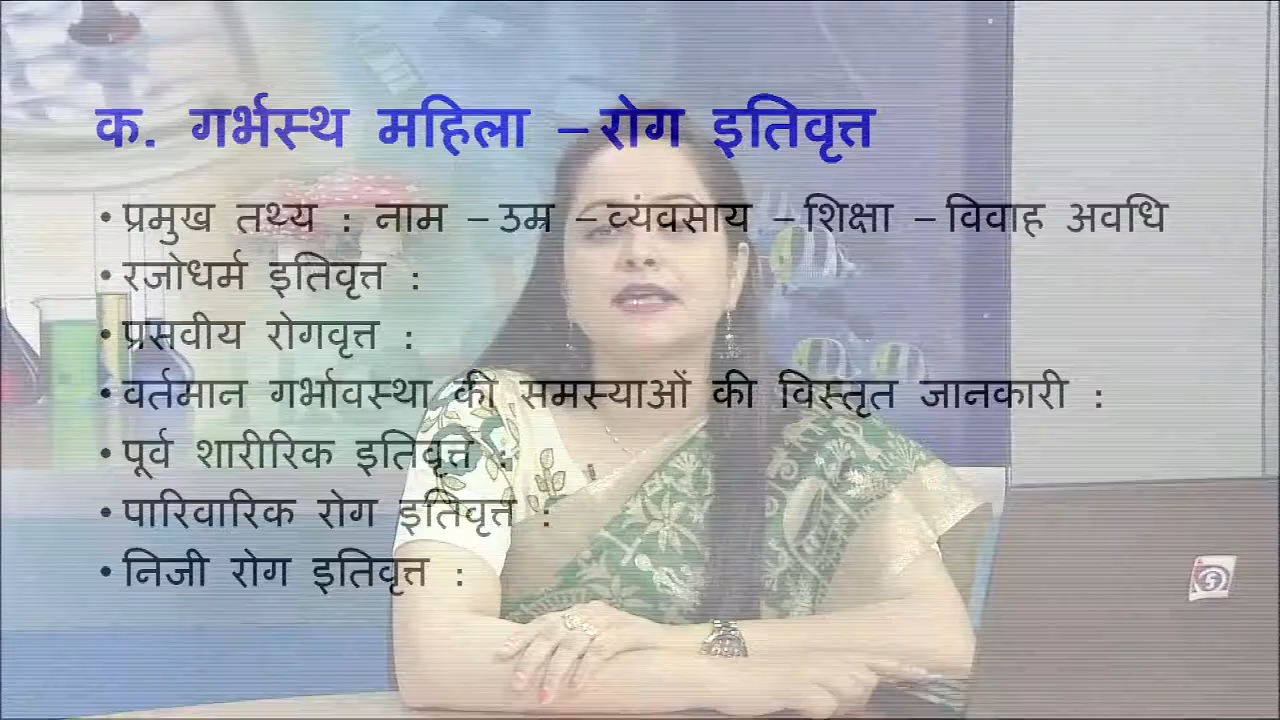 क. गर्भस्थ महिला – रोग इतिवृत्त
• प्रमुख तथ्य : नाम – उम्र – व्यवसाय – शिक्षा – विवाह अवधि
• रजोधर्म इतिवृत्त :
• प्रसवीय रोगवृत्त :
• वर्तमान गर्भावस्था की समस्याओं की विस्तृत जानकारी :
• पूर्व शारीरिक इतिवृत्त :
• पारिवारिक रोग इतिवृत्त :
• निजी रोग इतिवृत्त :